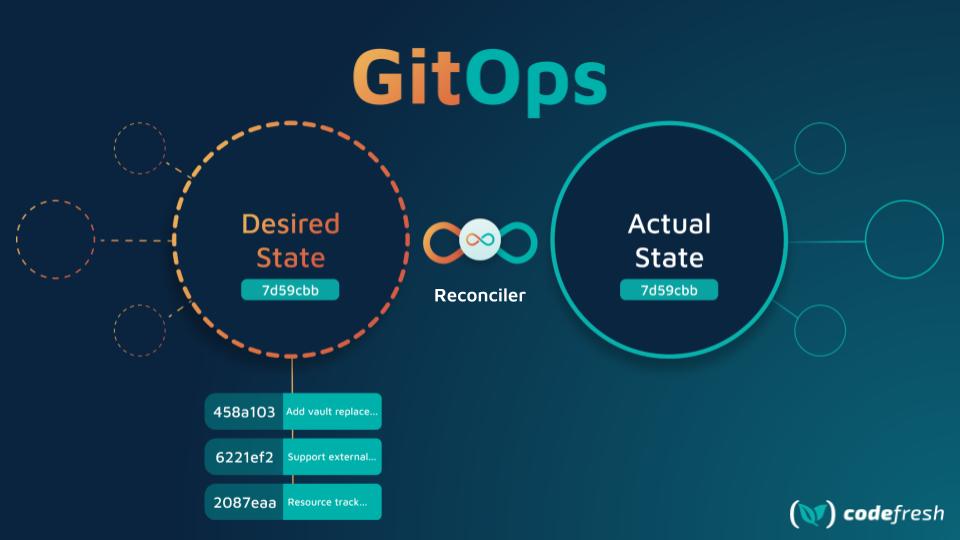 GitOps
Desired
State
7d59cbb
Reconciler
Actual
State
7d59cbb
458a103 Add vault replace...
6221ef2 Support external...
2087eaa Resource track...
(codefresh